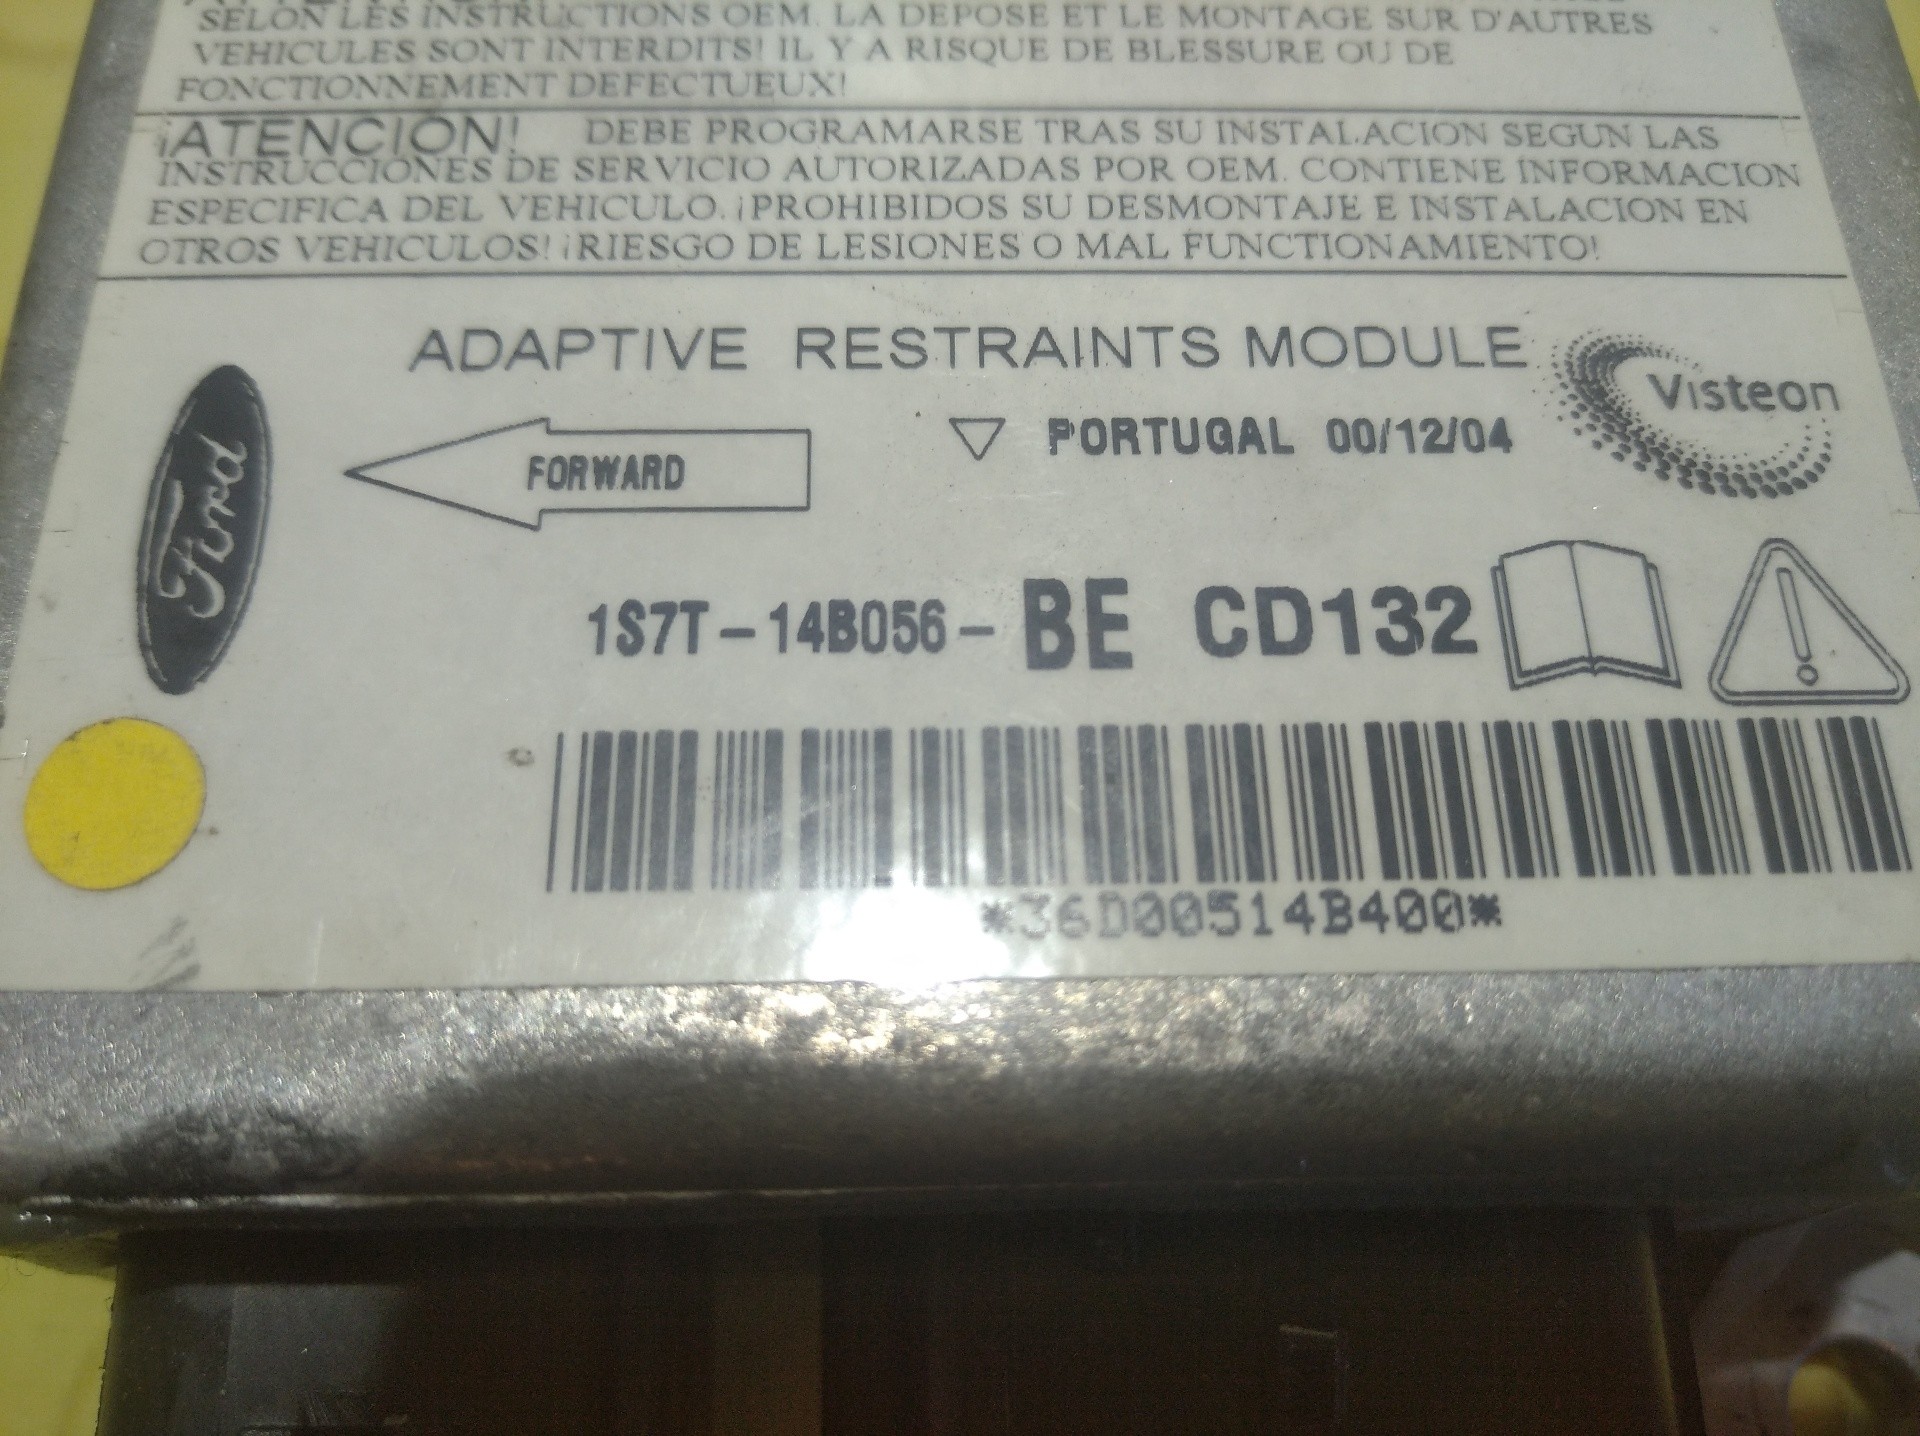 SELON LES INSTRUCTIONS OEM. LA DEPOSE ET LE MONTAGE SUR D'AUTRES
VEHICULES SONT INTERDITS! IL Y A RISQUE DE BLESSURE OU DE
FONCTIONNEMENT DEFECTUEUX!
¡ATENCIÓN! DEBE PROGRAMARSE TRAS SU INSTALACION SEGUN LAS
INSTRUCCIONES DE SERVICIO AUTORIZADAS POR OEM. CONTIENE INFORMACION
ESPECIFICA DEL VEHICULO. ¡PROHIBIDOS SU DESMONTAJE E INSTALACION EN
OTROS VEHICULOS! ¡RIESGO DE LESIONES O MAL FUNCTIONAMIENTO!
ADAPTIVE RESTRAINTS MODULE
Visteon
Ford
FORWARD
PORTUGAL 00/12/04
1S7T-14B056-BE CD132
*36D00514B400*